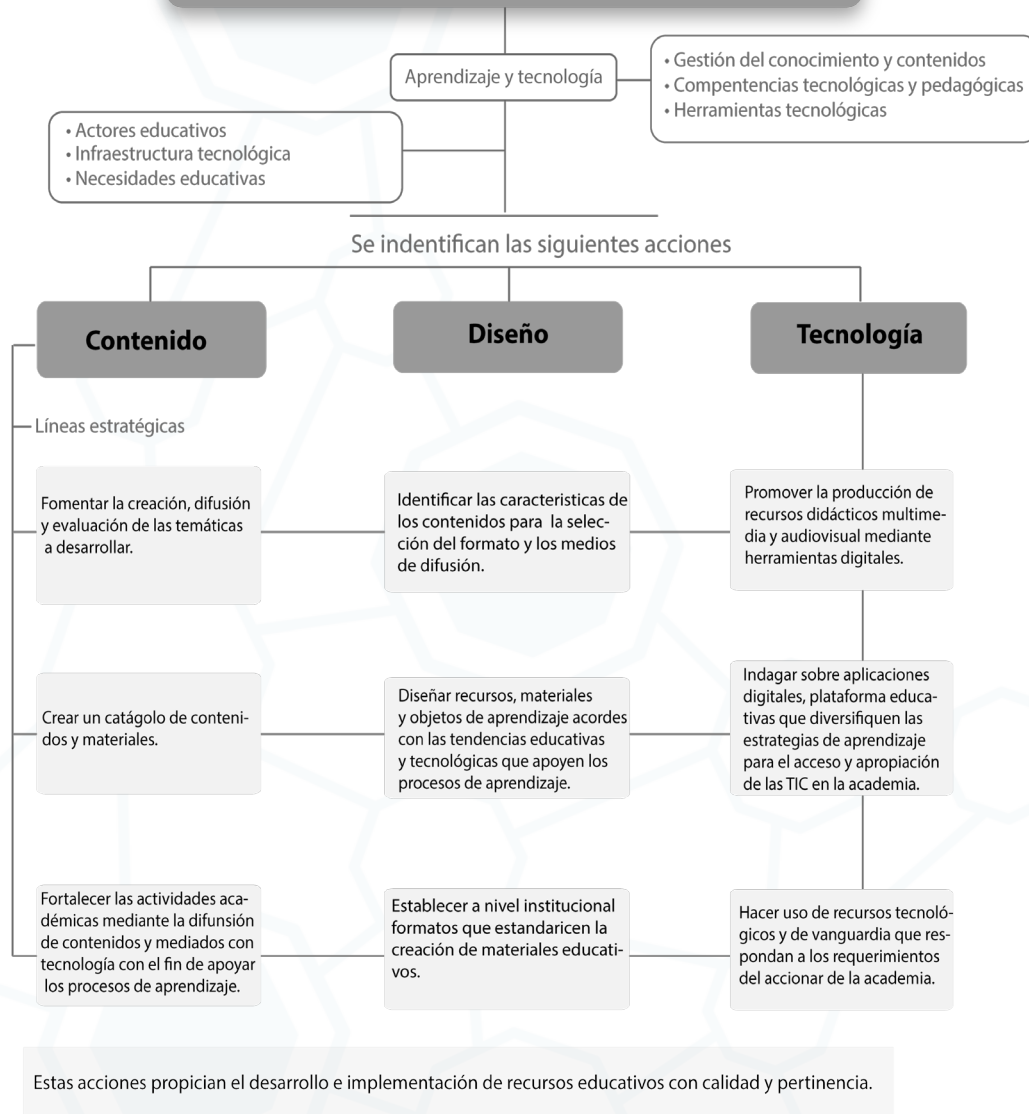 Aprendizaje y tecnología
• Gestión del conocimiento y contenidos
• Compentencias tecnológicas y pedagógicas
• Herramientas tecnológicas
• Actores educativos
• Infraestructura tecnológica
• Necesidades educativas
Se indentifican las siguientes acciones
Contenido
Diseño
Tecnología
Líneas estratégicas
Fomentar la creación, difusión
y evaluación de las temáticas
a desarrollar.
Identificar las caracteristicas de
los contenidos para la selec-
ción del formato y los medios
de difusión.
Promover la producción de
recursos didácticos multime-
dia y audiovisual mediante
herramientas digitales.
Crear un catágolo de conteni-
dos y materiales.
Diseñar recursos, materiales
y objetos de aprendizaje acordes
con las tendencias educativas
y tecnológicas que apoyen los
procesos de aprendizaje.
Indagar sobre aplicaciones
digitales, plataforma educa-
tivas que diversifiquen las
estrategias de aprendizaje
para el acceso y apropiación
de las TIC en la academia.
Fortalecer las actividades aca-
démicas mediante la difunsión
de contenidos y mediados con
tecnología con el fin de apoyar
los procesos de aprendizaje.
Establecer a nivel institucional
formatos que estandaricen la
creación de materiales educati-
vos.
Hacer uso de recursos tecnoló-
gicos y de vanguardia que res-
pondan a los requerimientos
del accionar de la academia.
Estas acciones propician el desarrollo e implementación de recursos educativos con calidad y pertinencia.